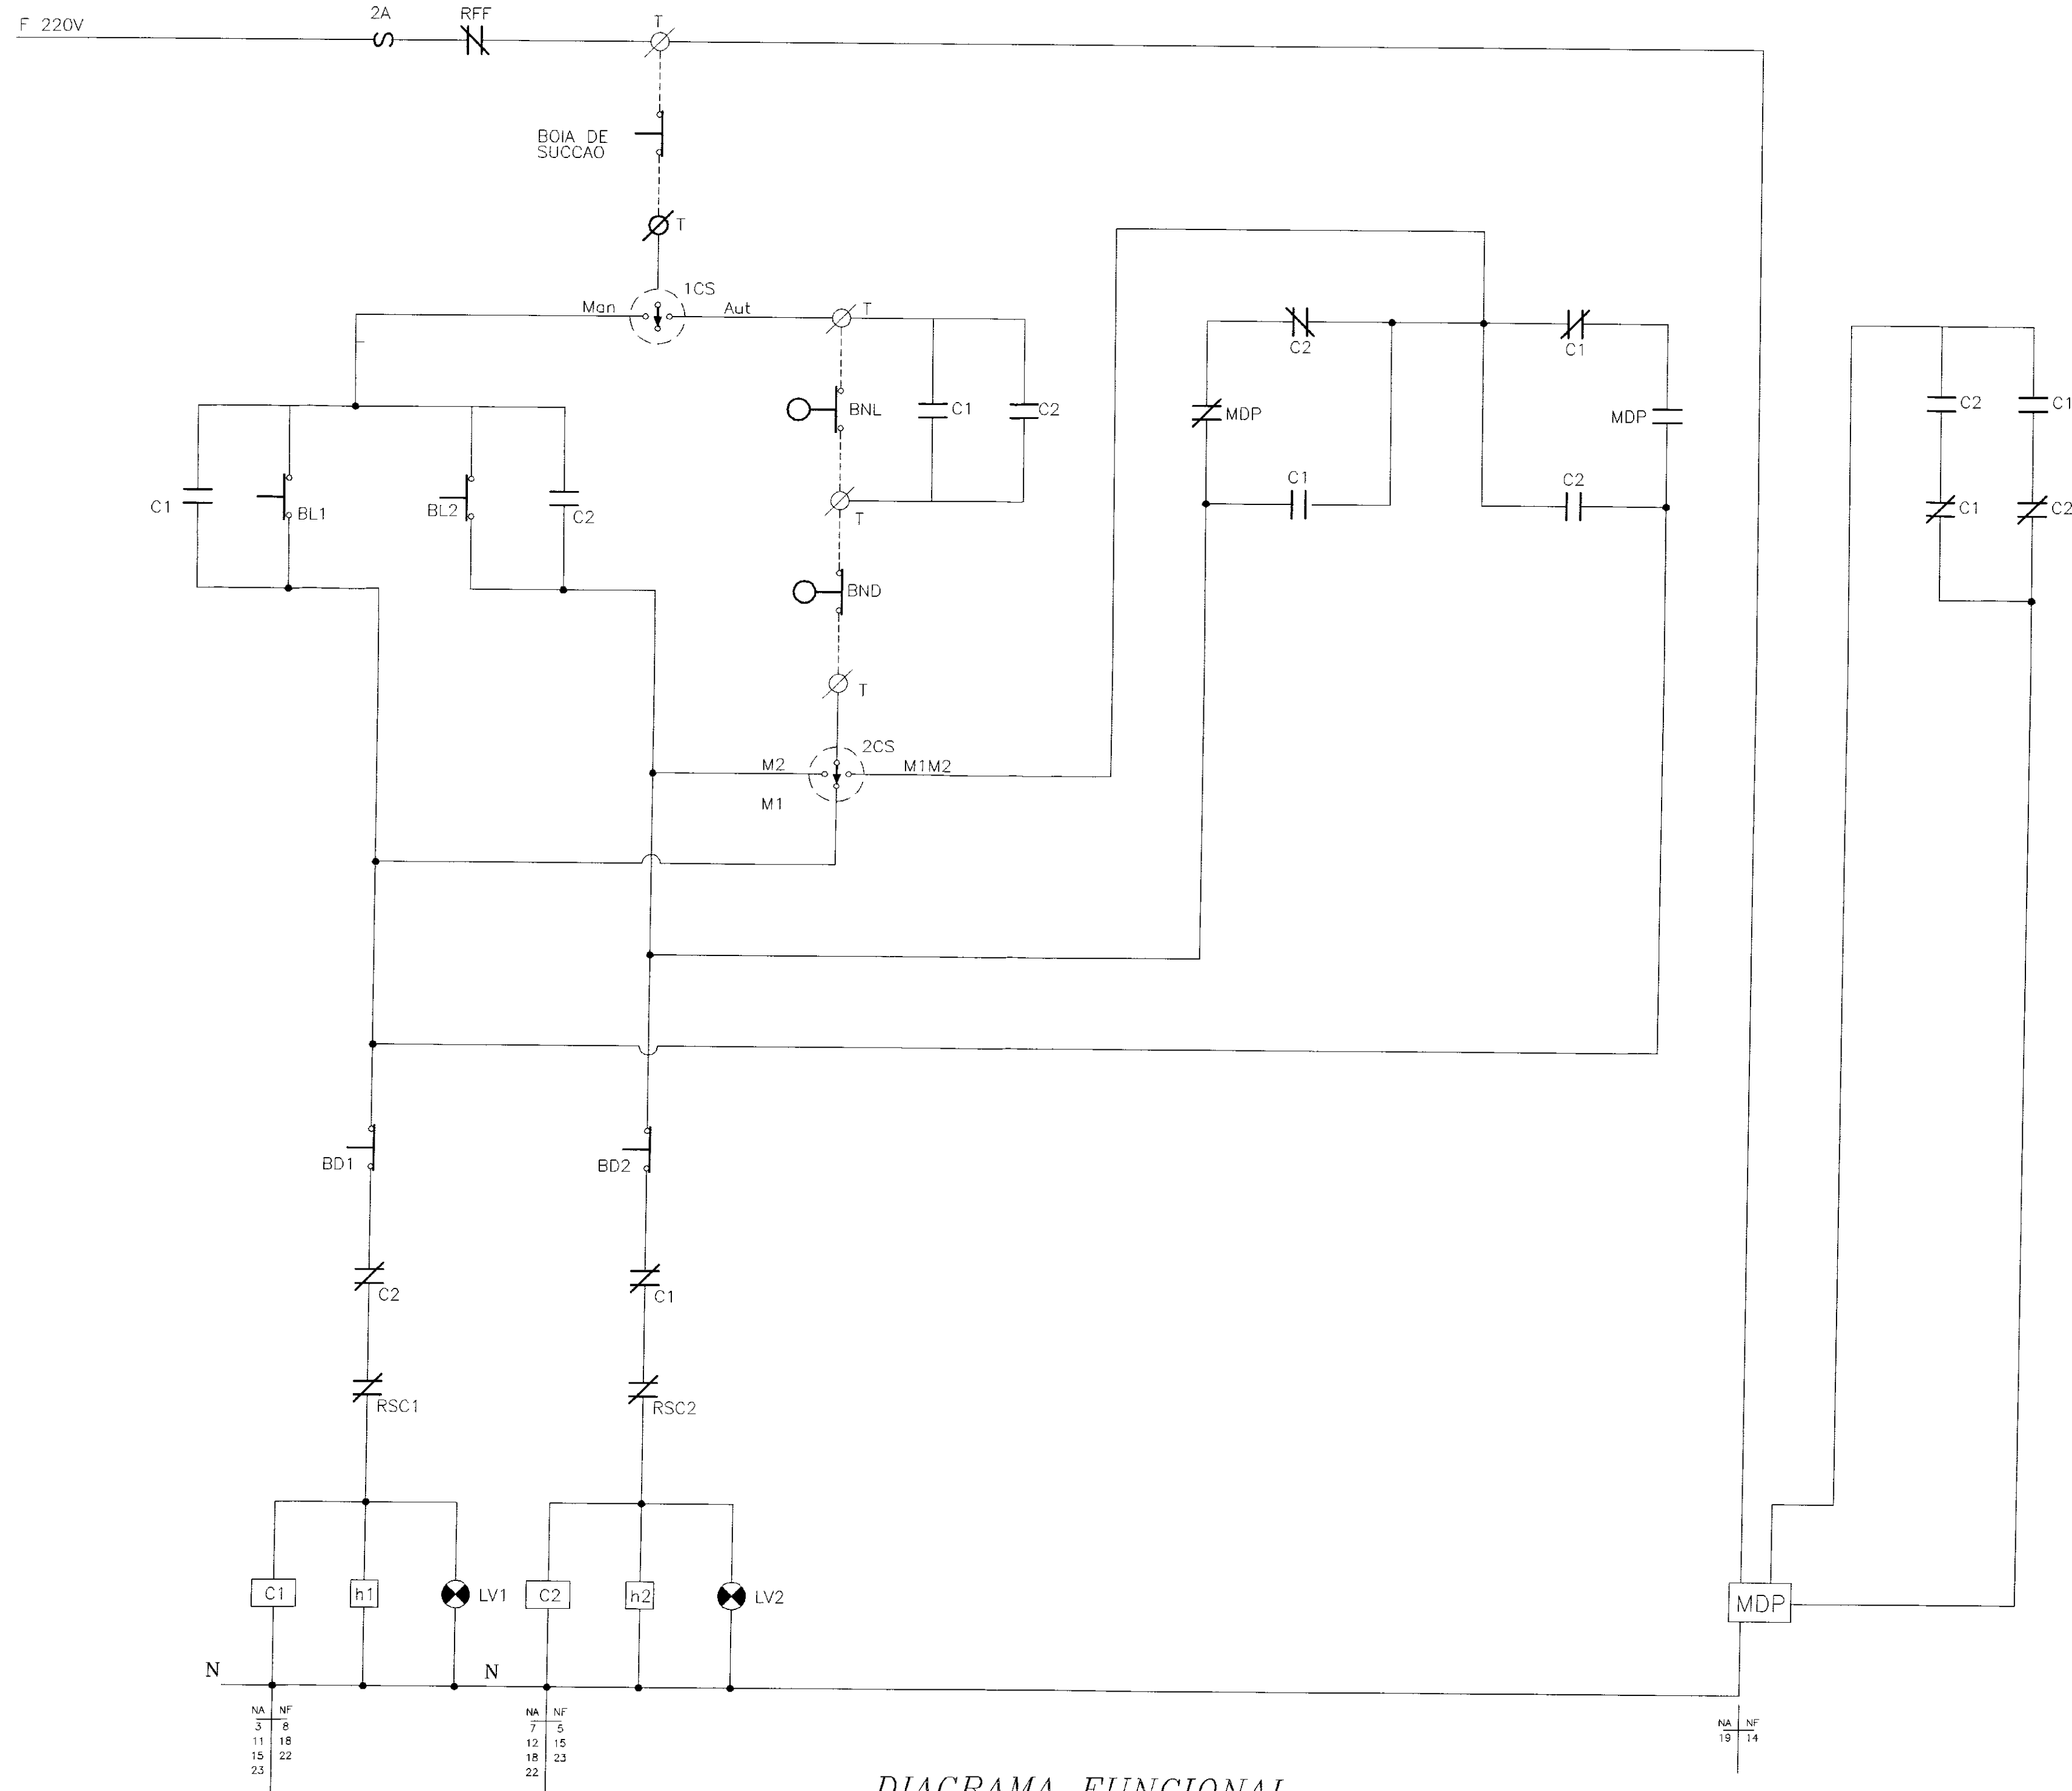 F 220V
2A
RFF
T
BOIA DE
SUCCAO
T
1CS
Man
Aut
T
C2
C1
MDP
MDP
C1
C2
BNL
C1
C2
C2
C1
C1
BL1
BL2
C2
T
C1
C2
BND
T
2CS
M2
M1M2
M1
C1
C2
BD1
BD2
C2
C1
RSC1
RSC2
C1
h1
LV1
C2
h2
LV2
MDP
N
N
NA NF
3 8
11 18
15 22
23
NA NF
7 5
12 15
18 23
22
NA NF
19 14
DIAGRAMA FUNCIONAL